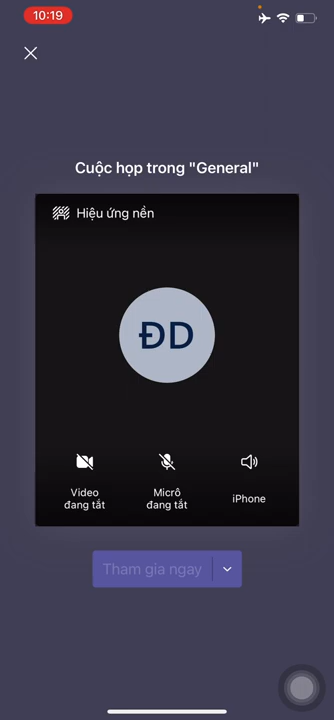 10:19
Cuộc họp trong "General"
Hiệu ứng nền
ĐD
Video
đang tắt
Micrô
đang tắt
iPhone
Tham gia ngay